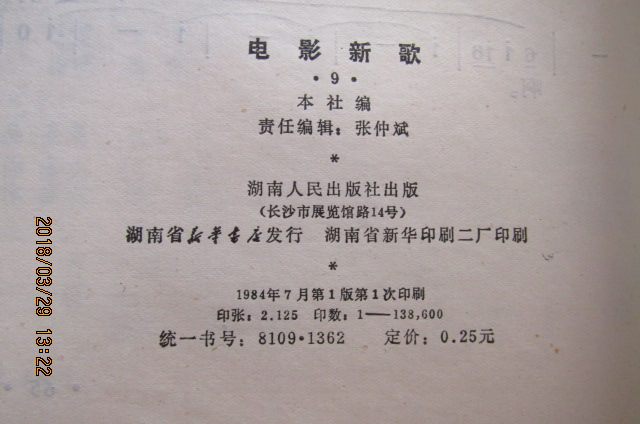 电影新歌
·9·
本社编
责任编辑：张仲斌
*
湖南人民出版社出版
（长沙市展览馆路14号）
湖南省新华书店发行 湖南省新华印刷二厂印刷
*
1984年7月第1版第1次印刷
印张：2.125 印数：1—138,600
统一书号：8109·1362 定价：0.25元
2018/03/29 13:22